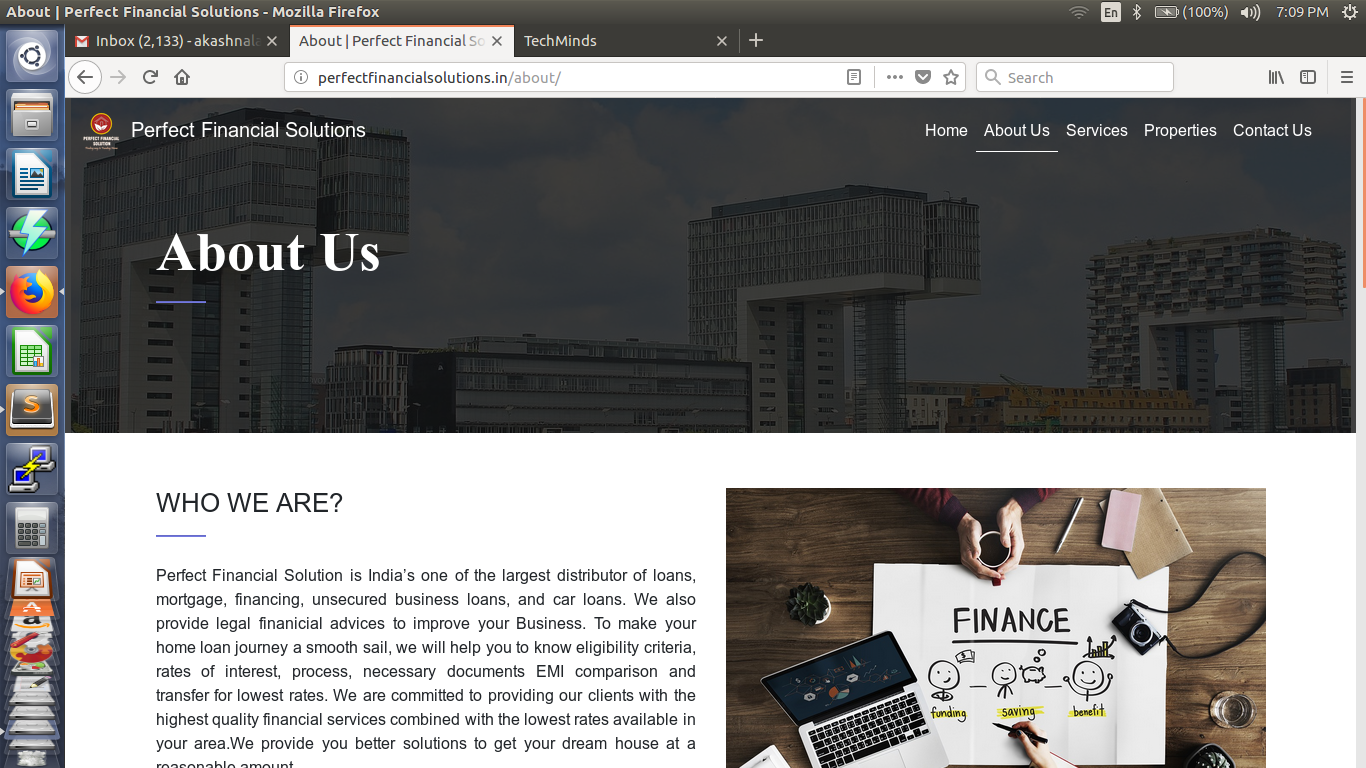 About | Perfect Financial Solutions - Mozilla Firefox
En
(100%)
7:09 PM
Inbox (2,133) - akashnala
About | Perfect Financial So
TechMinds
perfectfinancialsolutions.in/about/
Search
PERFECT FINANCIAL
SOLUTION
Perfect Financial Solutions
Home
About Us
Services
Properties
Contact Us
About Us
WHO WE ARE?
Perfect Financial Solution is India’s one of the largest distributor of loans,
mortgage, financing, unsecured business loans, and car loans. We also
provide legal finanicial advices to improve your Business. To make your
home loan journey a smooth sail, we will help you to know eligibility criteria,
rates of interest, process, necessary documents EMI comparison and
transfer for lowest rates. We are committed to providing our clients with the
highest quality financial services combined with the lowest rates available in
your area.We provide you better solutions to get your dream house at a
reasonable amount
FINANCE
funding
saving
benefit